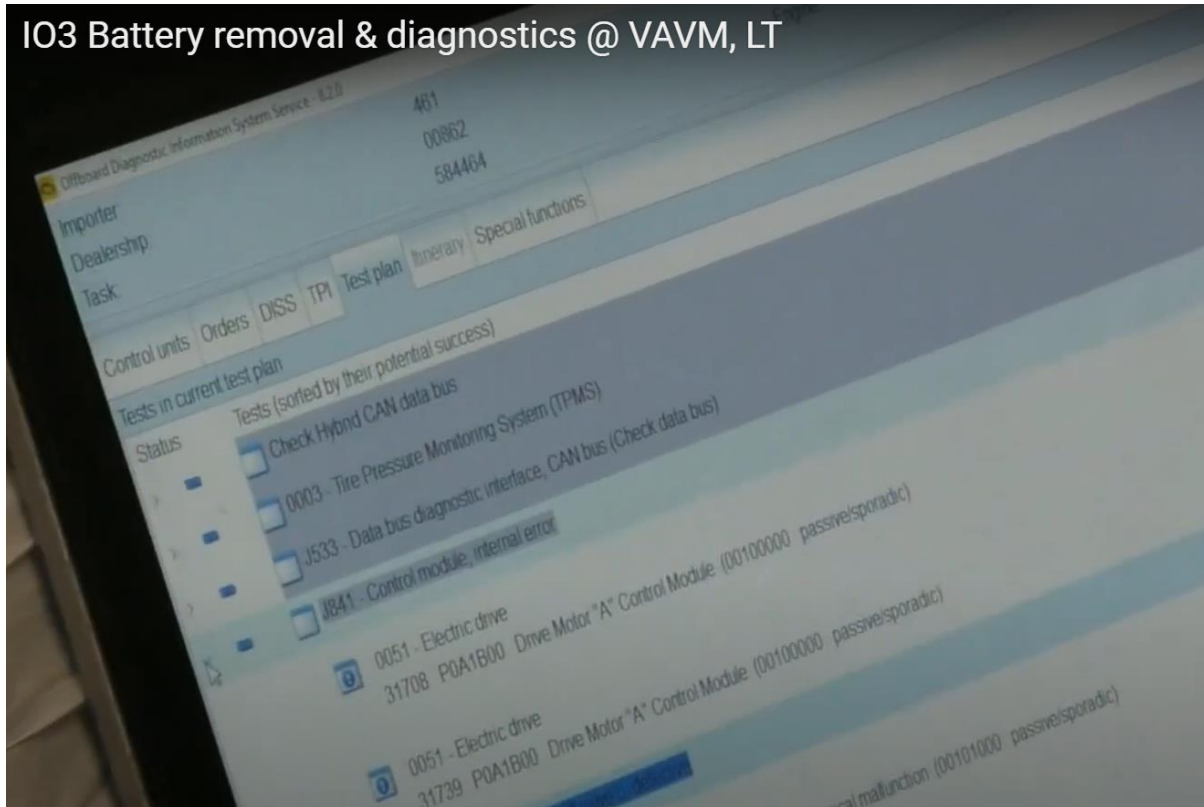 IO3 Battery removal & diagnostics @ VAVM, LT
Offboard Diagnostic Information System Service - 8.2.0
Importer 461
Dealership 00862
Task: 584464
Control units Orders DISS TPI Test plan Itinerary Special functions
Tests in current test plan
Status Tests (sorted by their potential success)
Check Hybrid CAN data bus
0003 - Tire Pressure Monitoring System (TPMS)
J533 - Data bus diagnostic interface, CAN bus (Check data bus)
J841 - Control module, internal error
0051 - Electric drive
31708 P0A1B00 Drive Motor "A" Control Module (00100000 passive/sporadic)
0051 - Electric drive
31739 P0A1B00 Drive Motor "A" Control Module (00100000 passive/sporadic)
defective
malfunction (00101000 passive/sporadic)